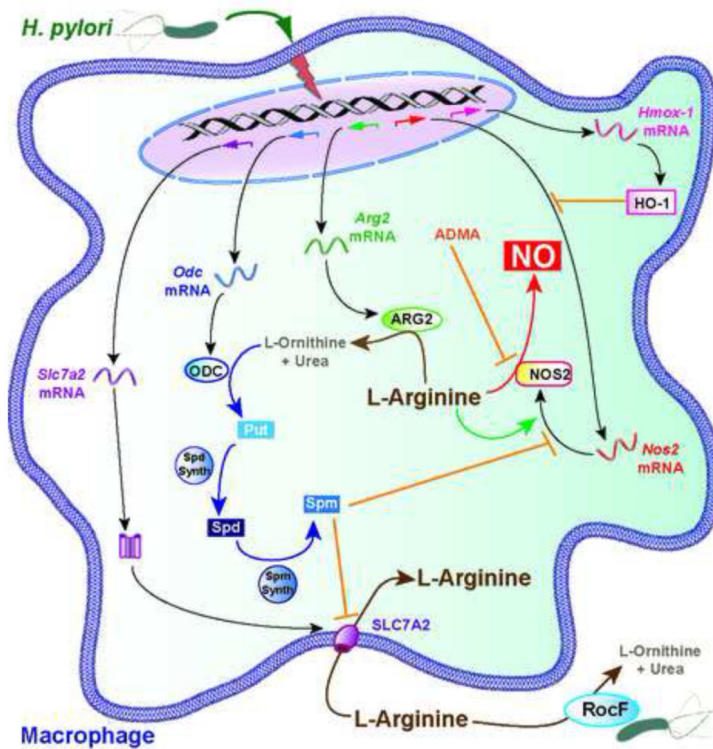 H. pylori
Hmox-1
mRNA
HO-1
Arg2
mRNA
ADMA
NO
Odc
mRNA
ARG2
L-Ornithine
+ Urea
ODC
NOS2
Slc7a2
mRNA
L-Arginine
Put
Nos2
mRNA
Spd
Synth
Spm
Spd
Spm
Synth
L-Arginine
SLC7A2
L-Ornithine
+ Urea
L-Arginine
RocF
Macrophage